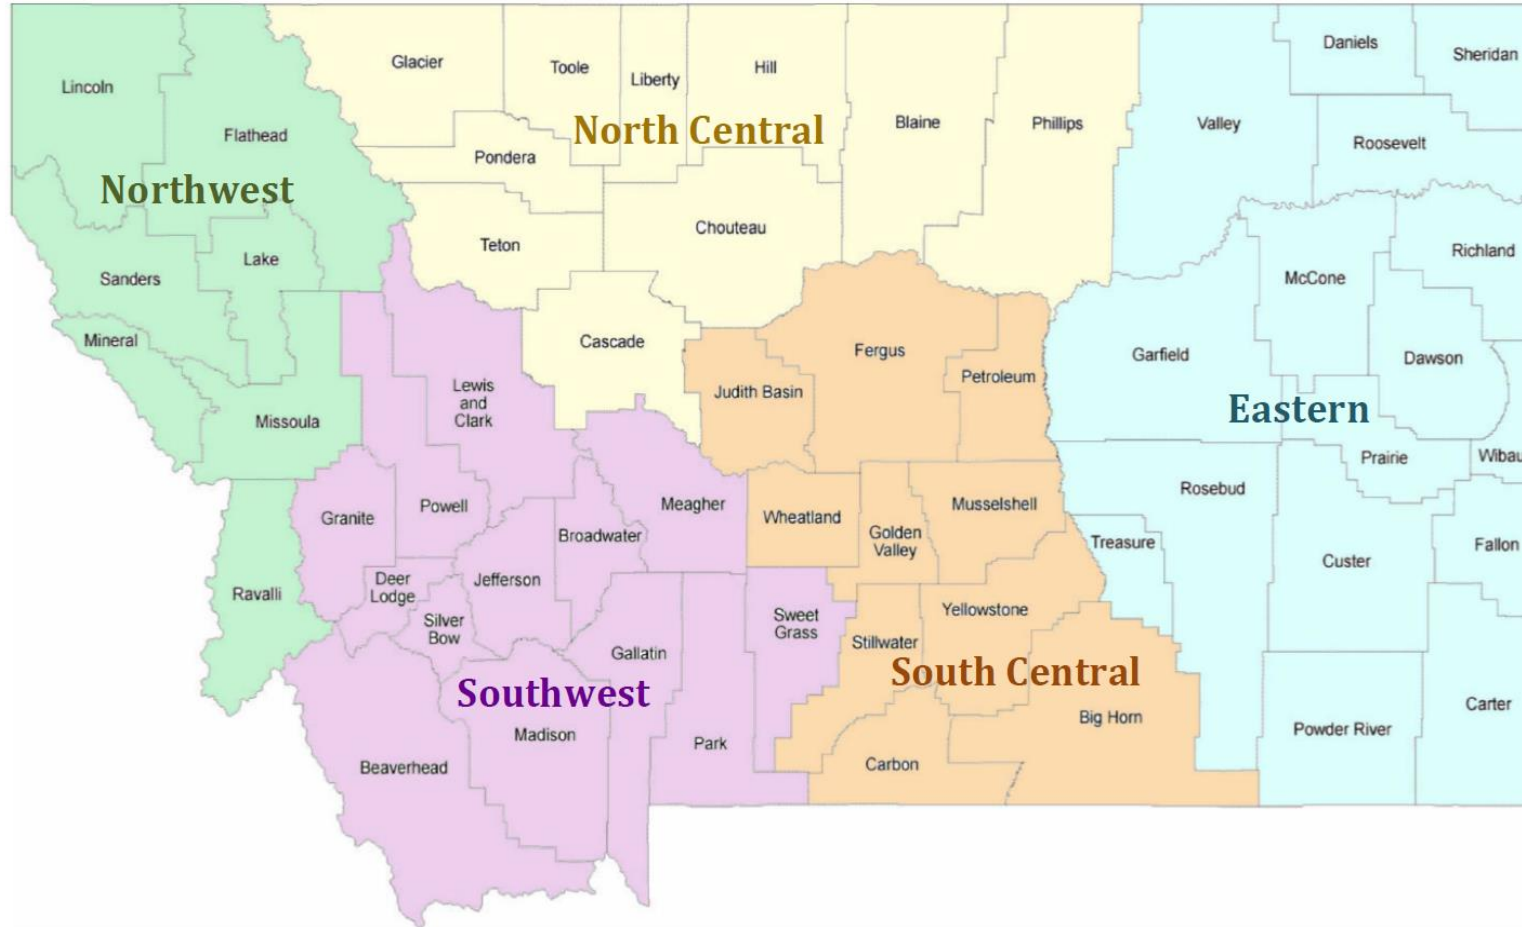 Lincoln
Flathead
Northwest
Sanders
Lake
Mineral
Missoula
Ravalli
Glacier
Toole
Liberty
Hill
North Central
Blaine
Phillips
Pondera
Teton
Chouteau
Cascade
Daniels
Sheridan
Valley
Roosevelt
Richland
McCone
Garfield
Dawson
Eastern
Prairie
Wibau
Rosebud
Treasure
Custer
Fallon
Powder River
Carter
Lewis
and
Clark
Powell
Granite
Meagher
Broadwater
Deer
Lodge
Jefferson
Silver
Bow
Sweet
Grass
Gallatin
Southwest
Madison
Park
Beaverhead
Fergus
Judith Basin
Petroleum
Wheatland
Musselshell
Golden
Valley
Yellowstone
Stillwater
South Central
Big Horn
Carbon